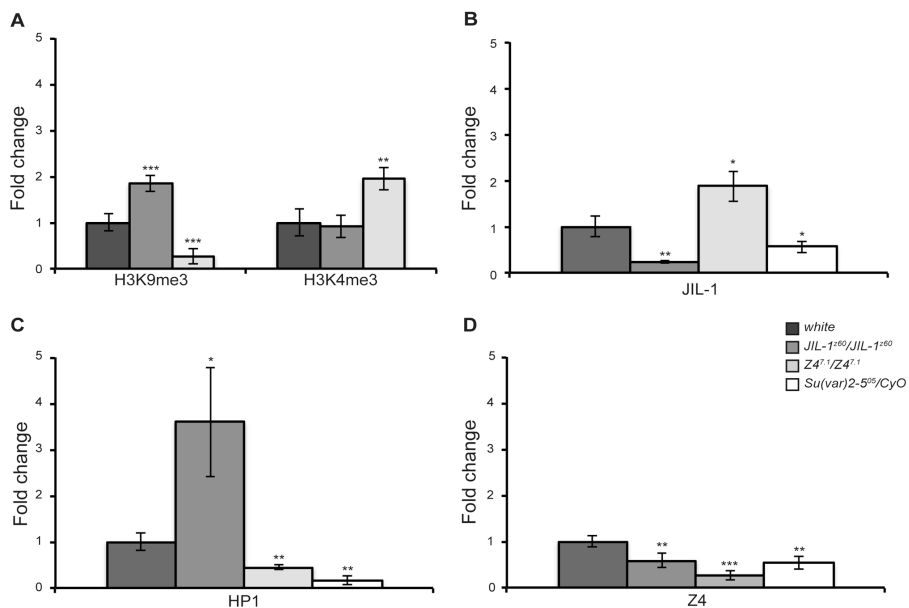 A
Fold change
5
4
3
2
1
0
***
***
**
H3K9me3
H3K4me3
B
Fold change
5
4
3
2
1
0
**
*
*
JIL-1
C
Fold change
5
4
3
2
1
0
*
**
**
HP1
D
Fold change
5
4
3
2
1
0
**
***
**
Z4
white
JIL-1ᶻ⁶⁰/JIL-1ᶻ⁶⁰
Z4⁷·¹/Z4⁷·¹
Su(var)2-5⁰⁵/CyO